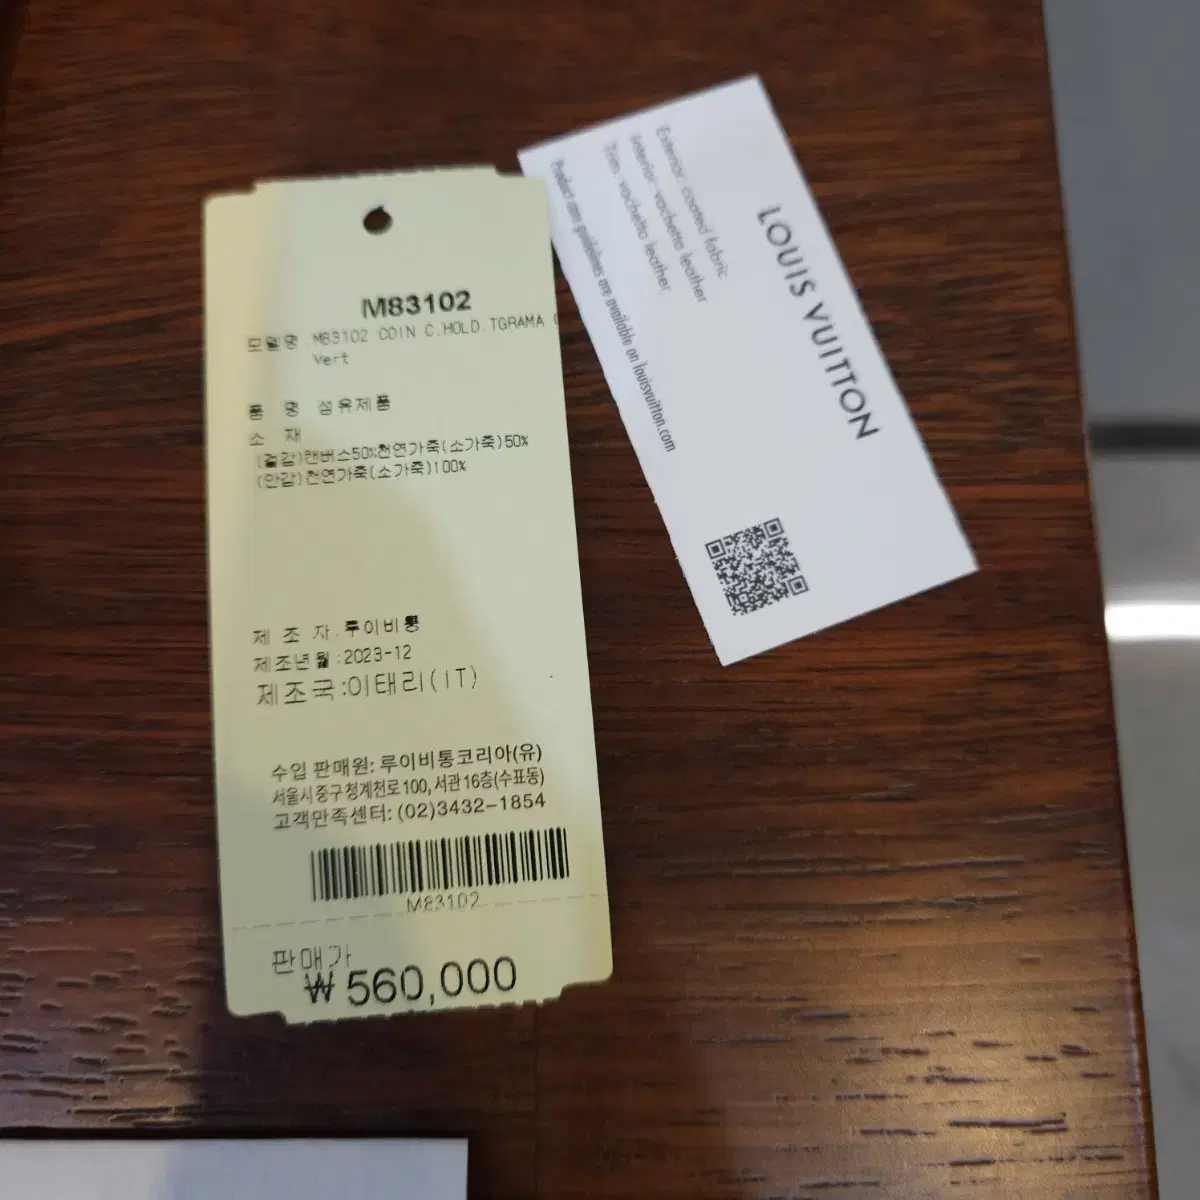 M83102
모델명 : M83102 COIN C.HOLD.TGRAMA
Vert
품 명 섬유제품
소 재
(겉감)캔버스50%천연가죽(소가죽)50%
(안감)천연가죽(소가죽)100%
제 조 자 : 루이비통
제조년월 : 2023-12
제조국 : 이태리(IT)
수입 판매원: 루이비통코리아(유)
서울시 중구 청계천로 100, 서관 16층(수표동)
고객만족센터: (02)3432-1854
M83102
판매가
₩ 560,000
LOUIS VUITTON
Exterior: coated fabric
Interior: vachetta leather
Trim: vachetta leather
Product care guidelines are available on louisvuitton.com